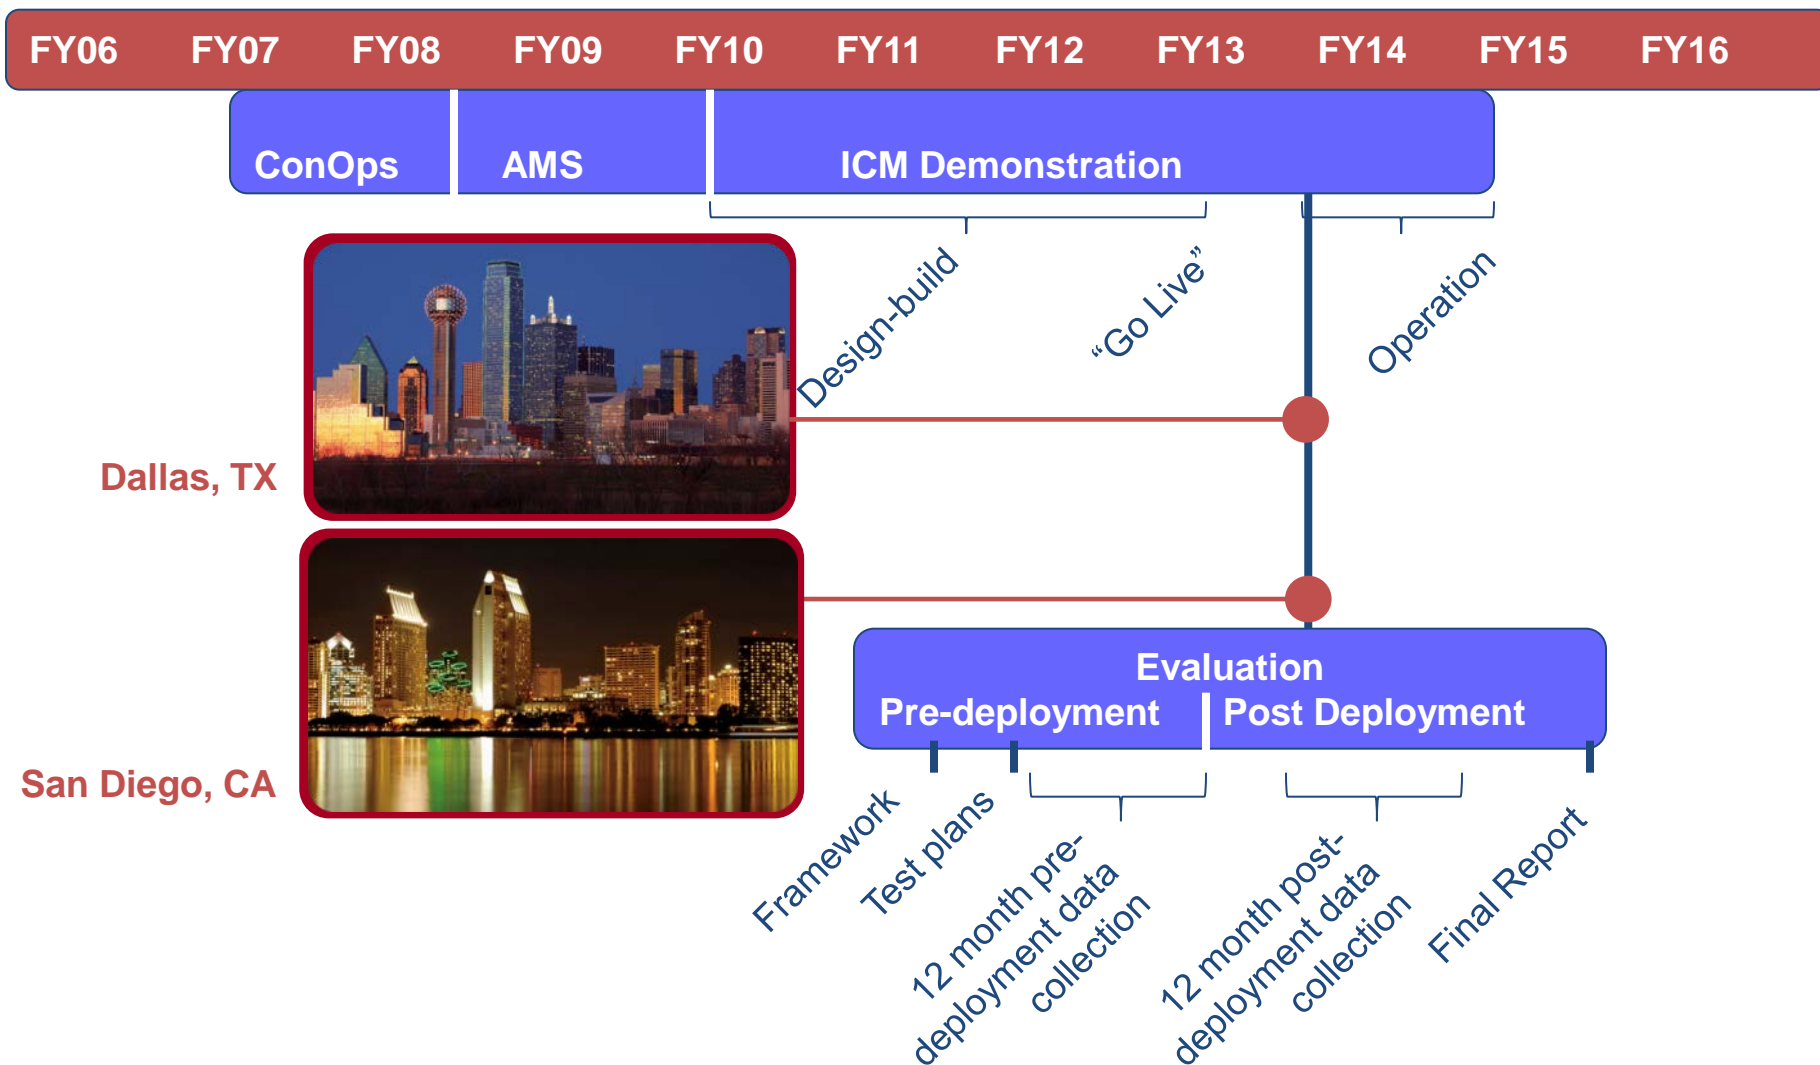 FY06 FY07 FY08 FY09 FY10 FY11 FY12 FY13 FY14 FY15 FY16
ConOps AMS ICM Demonstration
Design-build
“Go Live”
Operation
Dallas, TX
San Diego, CA
Evaluation
Pre-deployment Post Deployment
Framework
Test plans
12 month pre-
deployment data
collection
12 month post-
deployment data
collection
Final Report